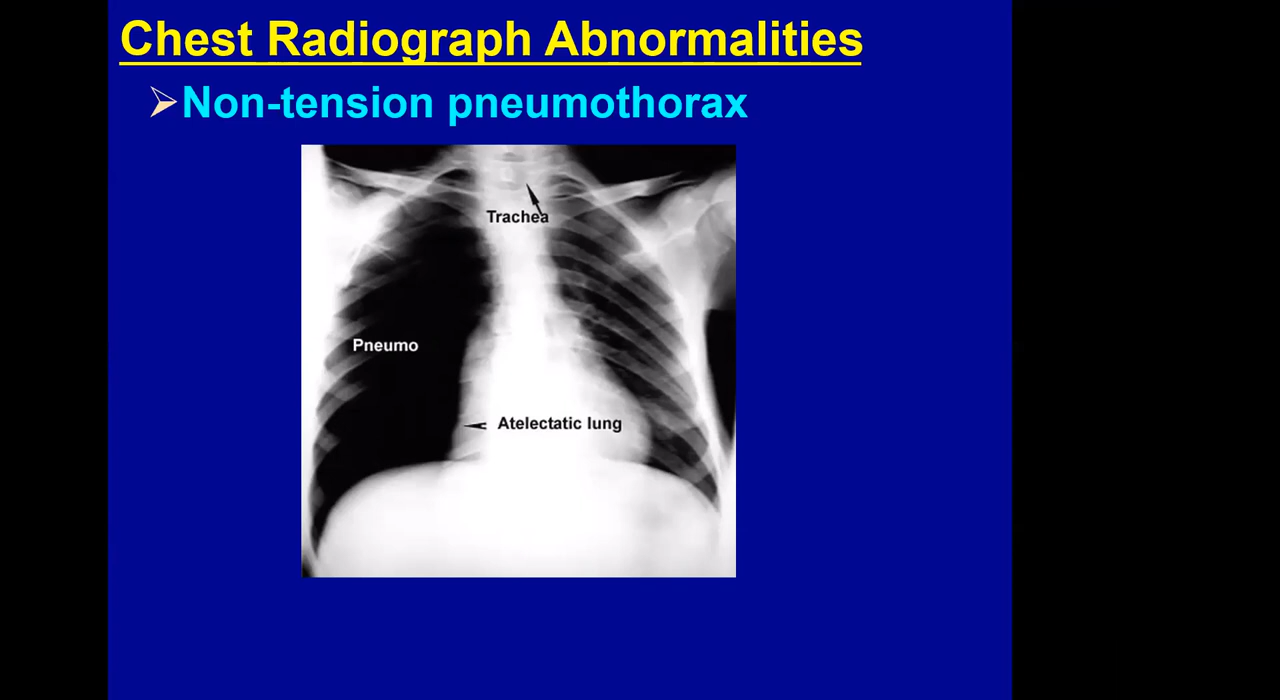 Chest Radiograph Abnormalities
Non-tension pneumothorax
Trachea
Pneumo
Atelectatic lung